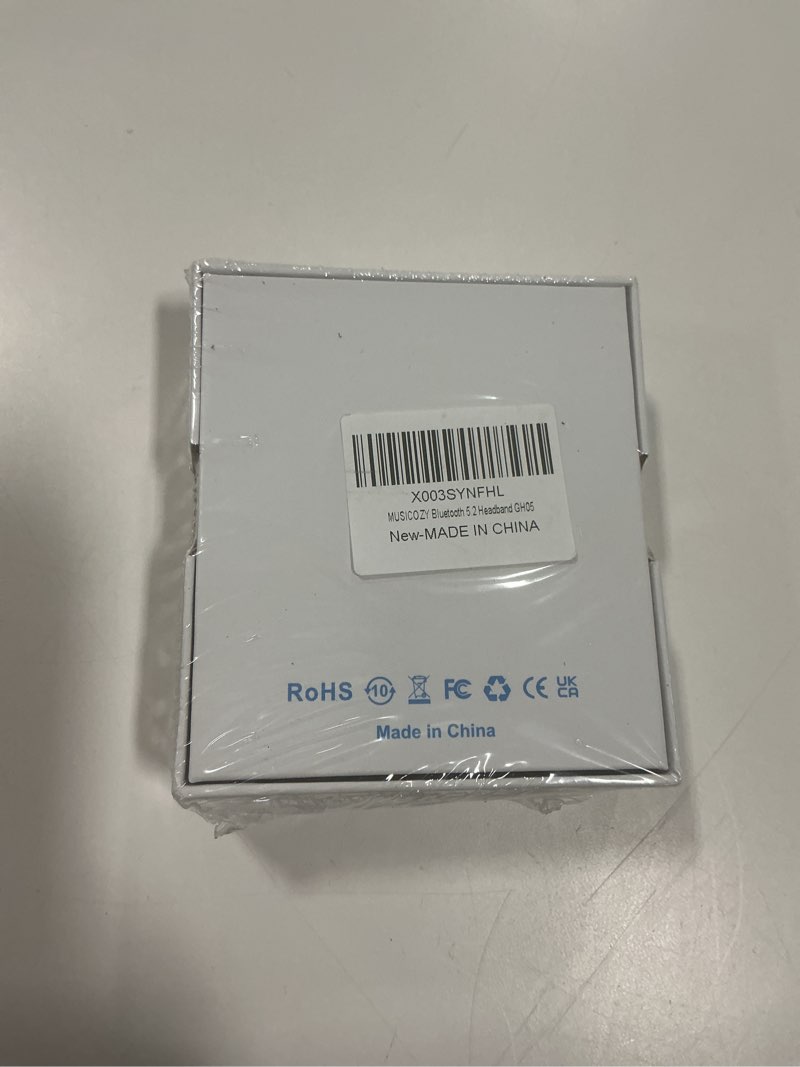 X003SYNFHL
MUSICOZY Bluetooth 5.2 Headband GH05
New-MADE IN CHINA
RoHS 10 FC CE UK CA
Made in China